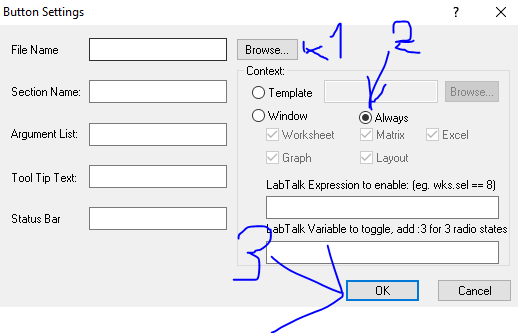 Button Settings
File Name
Browse...
1
2
Context:
Section Name:
Template
Browse...
Window
Always
Argument List:
Worksheet
Matrix
Excel
Graph
Layout
Tool Tip Text:
LabTalk Expression to enable: (eg. wks.sel == 8)
Status Bar
LabTalk Variable to toggle, add :3 for 3 radio states
3
OK
Cancel